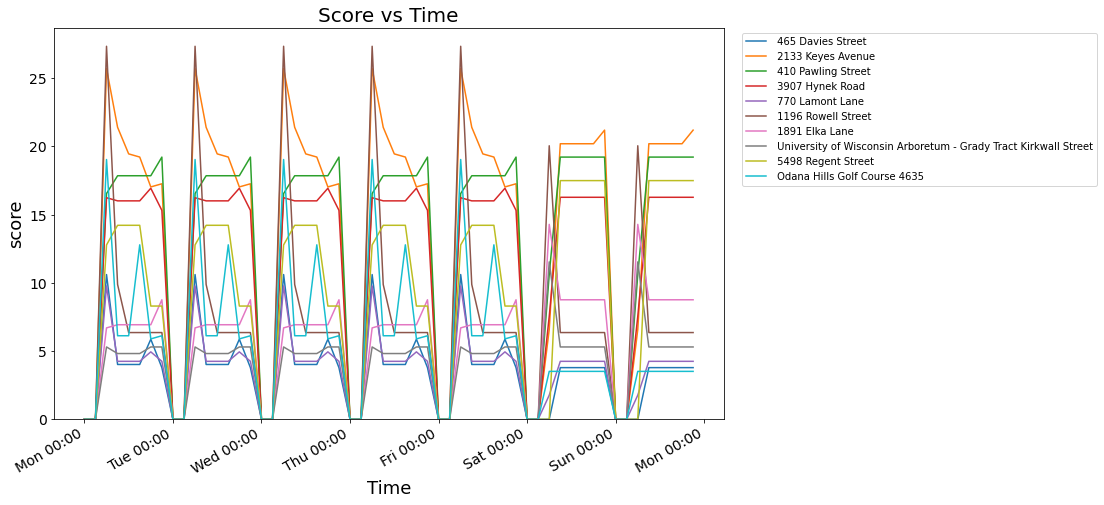 Score vs Time
score
25
20
15
10
5
0
Mon 00:00
Tue 00:00
Wed 00:00
Thu 00:00
Fri 00:00
Sat 00:00
Sun 00:00
Mon 00:00
Time
465 Davies Street
2133 Keyes Avenue
410 Pawling Street
3907 Hynek Road
770 Lamont Lane
1196 Rowell Street
1891 Elka Lane
University of Wisconsin Arboretum - Grady Tract Kirkwall Street
5498 Regent Street
Odana Hills Golf Course 4635